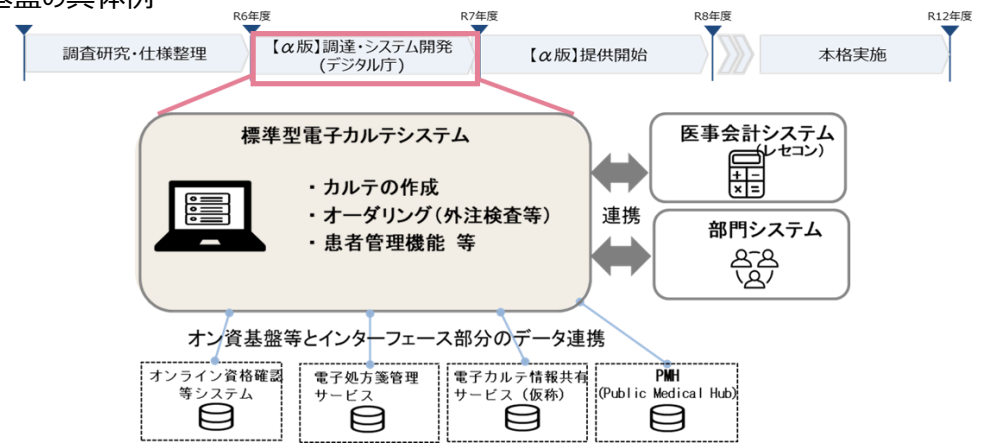 基盤の具体例
R6年度
R7年度
R8年度
R12年度
調査研究・仕様整理
【α版】調達・システム開発
(デジタル庁)
【α版】提供開始
本格実施
標準型電子カルテシステム
・カルテの作成
・オーダリング(外注検査等)
・患者管理機能 等
連携
医事会計システム
(レセコン)
部門システム
オン資基盤等とインターフェース部分のデータ連携
オンライン資格確認
等システム
電子処方箋管理
サービス
電子カルテ情報共有
サービス（仮称）
PMH
(Public Medical Hub)